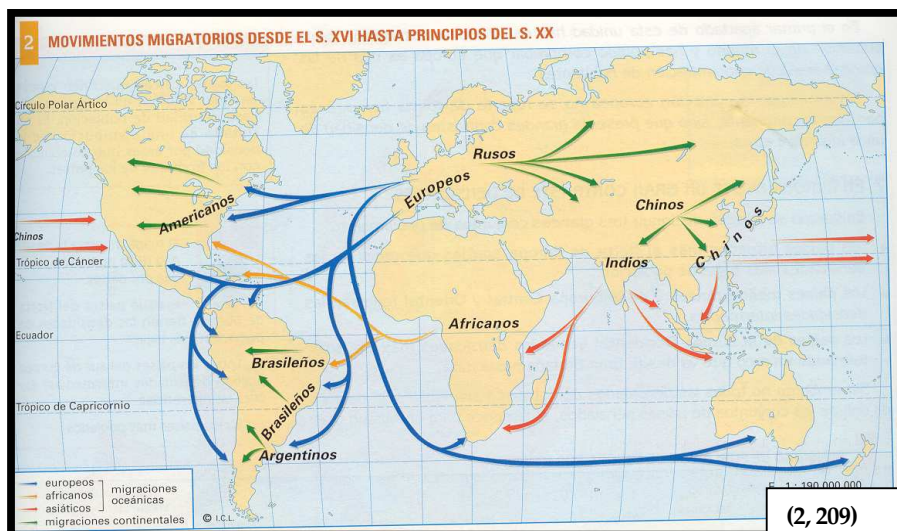 2 MOVIMIENTOS MIGRATORIOS DESDE EL S. XVI HASTA PRINCIPIOS DEL S. XX
Círculo Polar Ártico
Rusos
Europeos
Americanos
Chinos
Chinos
Chinos
Trópico de Cáncer
Indios
Africanos
Ecuador
Brasileños
Brasileños
Trópico de Capricornio
Argentinos
europeos
africanos
asiáticos
migraciones
oceánicas
migraciones continentales
© I.C.L.
1:190.000.000
(2, 209)